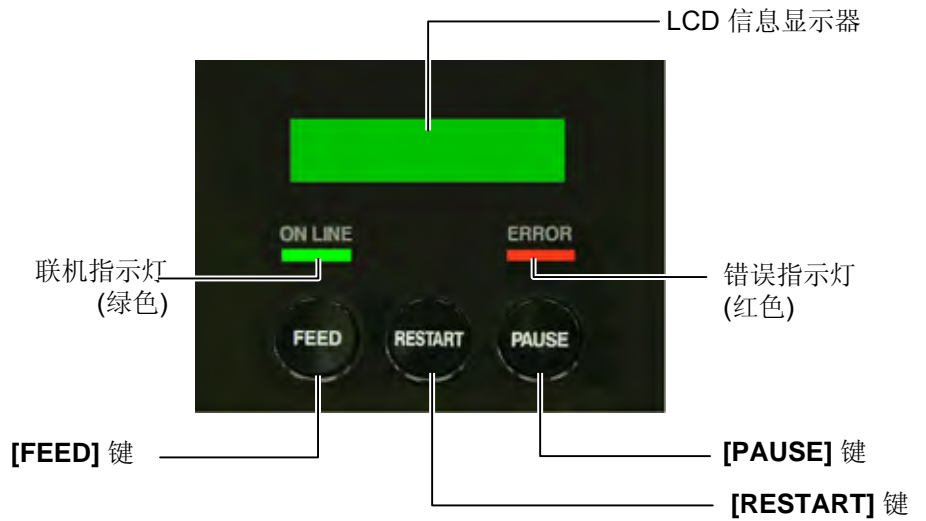 LCD 信息显示器
ON LINE
ERROR
联机指示灯
(绿色)
错误指示灯
(红色)
FEED
RESTART
PAUSE
[FEED] 键
[PAUSE] 键
[RESTART] 键